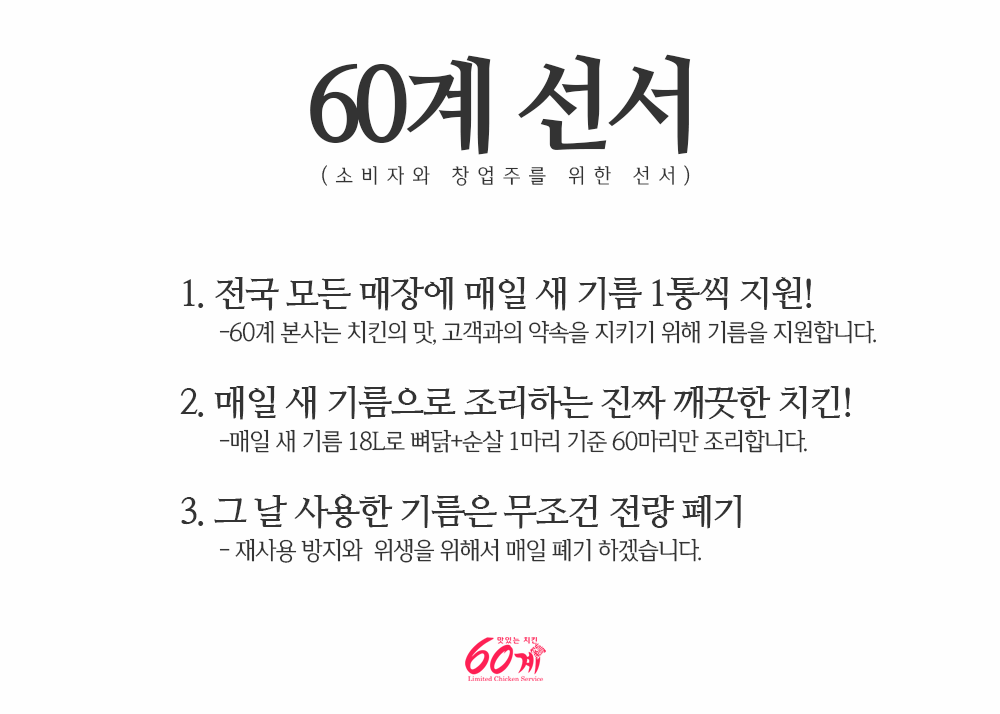 60계 선서
(소비자와 창업주를 위한 선서)
1. 전국 모든 매장에 매일 새 기름 1통씩 지원!
-60계 본사는 치킨의 맛, 고객과의 약속을 지키기 위해 기름을 지원합니다.
2. 매일 새 기름으로 조리하는 진짜 깨끗한 치킨!
-매일 새 기름 18L로 뼈닭+순살 1마리 기준 60마리만 조리합니다.
3. 그 날 사용한 기름은 무조건 전량 폐기
- 재사용 방지와 위생을 위해서 매일 폐기 하겠습니다.
맛있는 치킨
60계
Limited Chicken Service